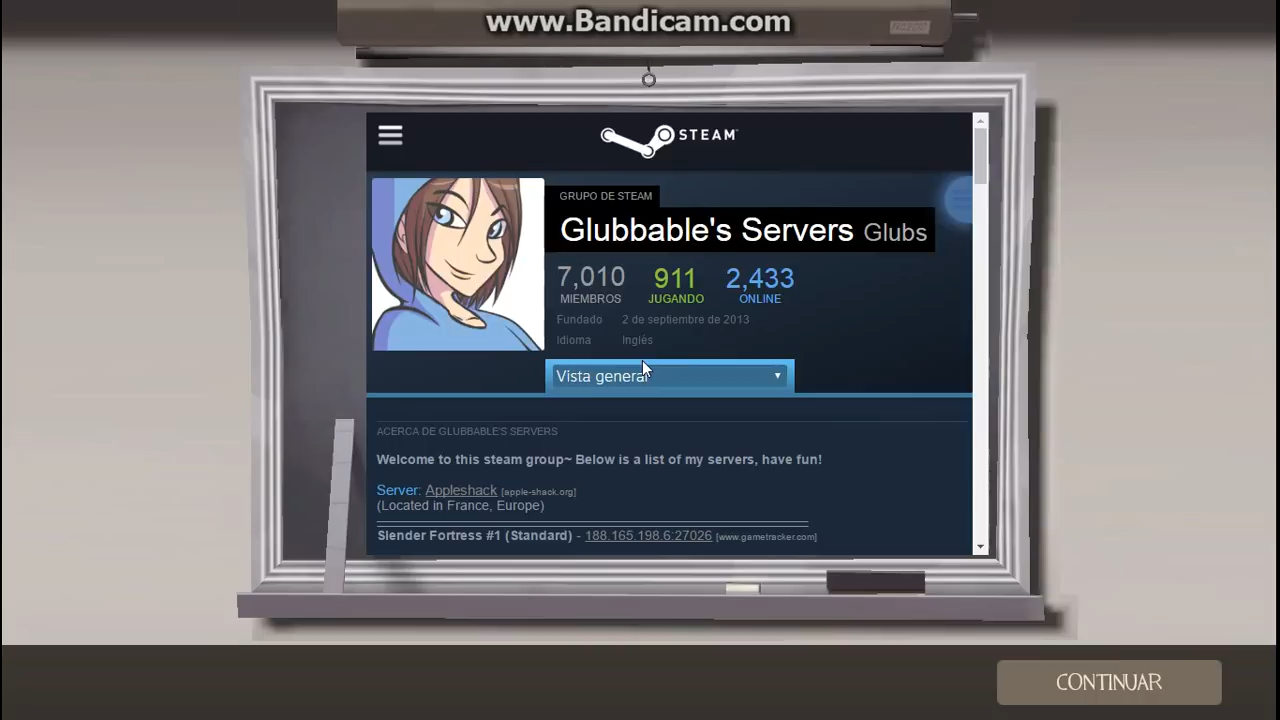 www.Bandicam.com
STEAM
GRUPO DE STEAM
Glubbable's Servers Glubs
7,010 911 2,433
MIEMBROS JUGANDO ONLINE
Fundado 2 de septiembre de 2013
Idioma Inglés
Vista general
ACERCA DE GLUBBABLE'S SERVERS
Welcome to this steam group~ Below is a list of my servers, have fun!
Server: Appleshack [apple-shack.org]
(Located in France, Europe)
Slender Fortress #1 (Standard) - 188.165.198.6:27026 [www.gametracker.com]
CONTINUAR